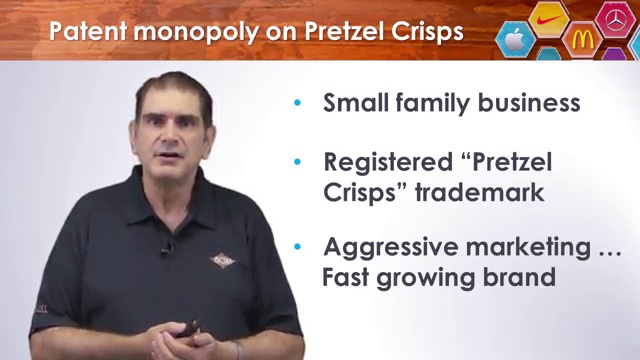 Patent monopoly on Pretzel Crisps
• Small family business
• Registered “Pretzel
Crisps” trademark
• Aggressive marketing …
Fast growing brand